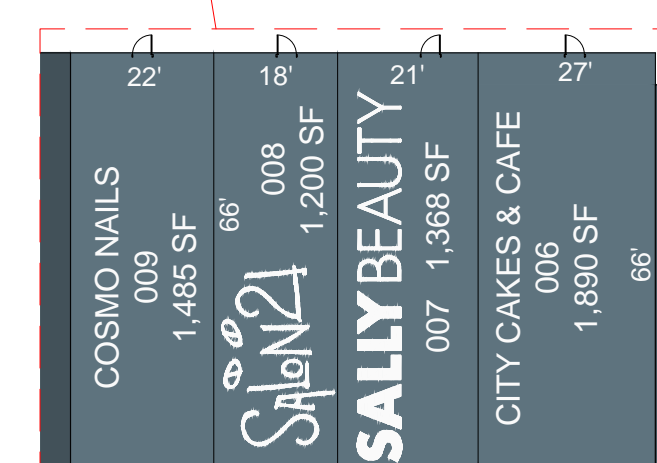 22'
COSMO NAILS
009
1,485 SF
18'
66'
008
1,200 SF
SALON21
21'
SALLY BEAUTY
007 1,368 SF
27'
CITY CAKES & CAFE
006
1,890 SF
66'